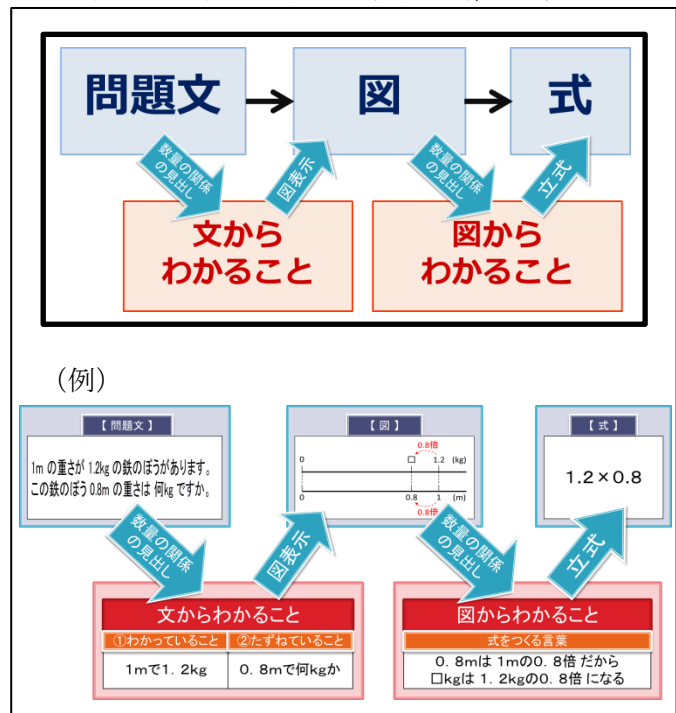 問題文
図
式
数量の関係
の見出し
図表示
数量の関係
の見出し
立式
文から
わかること
図から
わかること
（例）
【 問題文 】
1m の重さが 1.2kg の鉄のぼうがあります。
この鉄のぼう 0.8m の重さは 何kg ですか。
【 図 】
0.8倍
0 □ 1.2 (kg)
0 0.8 1 (m)
0.8倍
【 式 】
1.2×0.8
数量の関係
の見出し
図表示
数量の関係
の見出し
立式
文からわかること
①わかっていること ②たずねていること
1mで1．2kg 0．8mで何kgか
図からわかること
式をつくる言葉
0．8mは 1mの0．8倍 だから
□kgは 1．2kgの0．8倍 になる